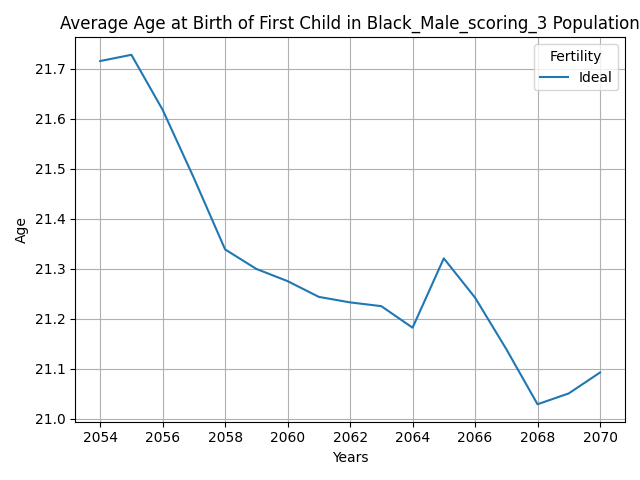 Average Age at Birth of First Child in Black_Male_scoring_3 Population
Fertility
Ideal
Age
21.7
21.6
21.5
21.4
21.3
21.2
21.1
21.0
2054 2056 2058 2060 2062 2064 2066 2068 2070
Years